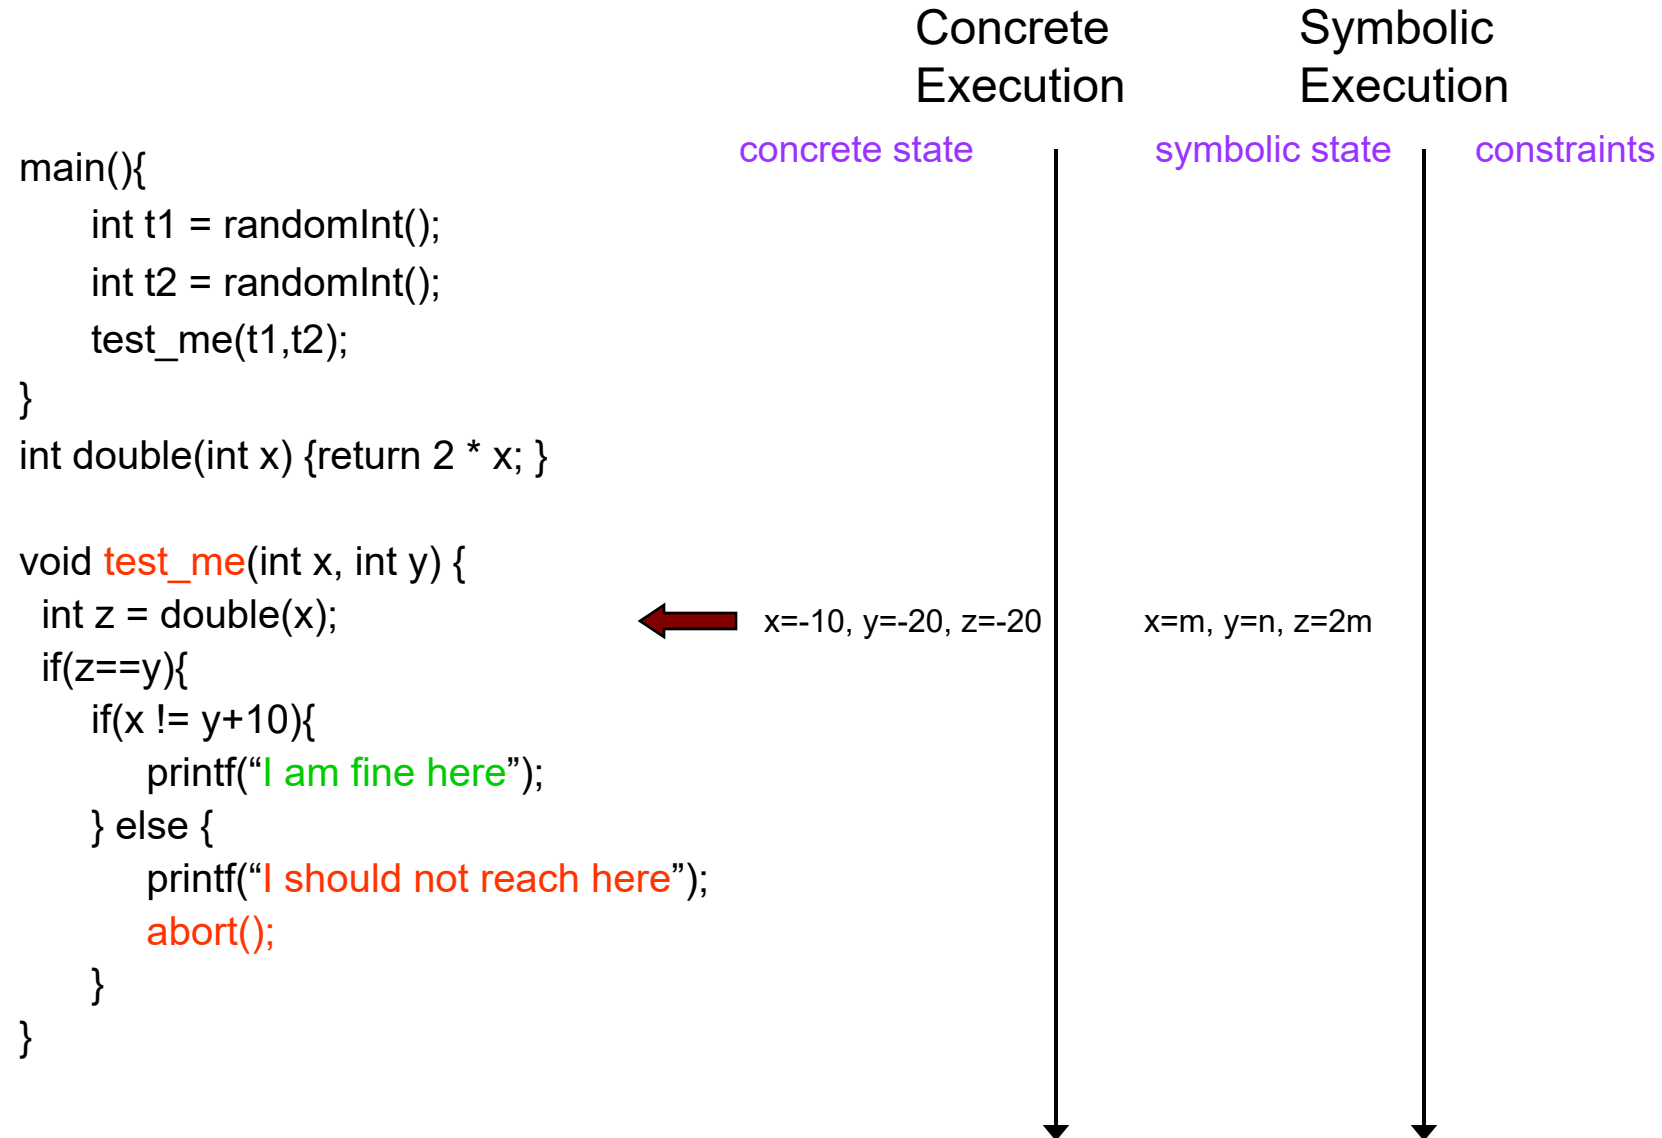 Concrete Execution
Symbolic Execution
concrete state
symbolic state
constraints
main(){
int t1 = randomInt();
int t2 = randomInt();
test_me(t1,t2);
}
int double(int x) {return 2 * x; }
void test_me(int x, int y) {
int z = double(x);
x=-10, y=-20, z=-20
x=m, y=n, z=2m
if(z==y){
if(x != y+10){
printf(“I am fine here”);
} else {
printf(“I should not reach here”);
abort();
}
}